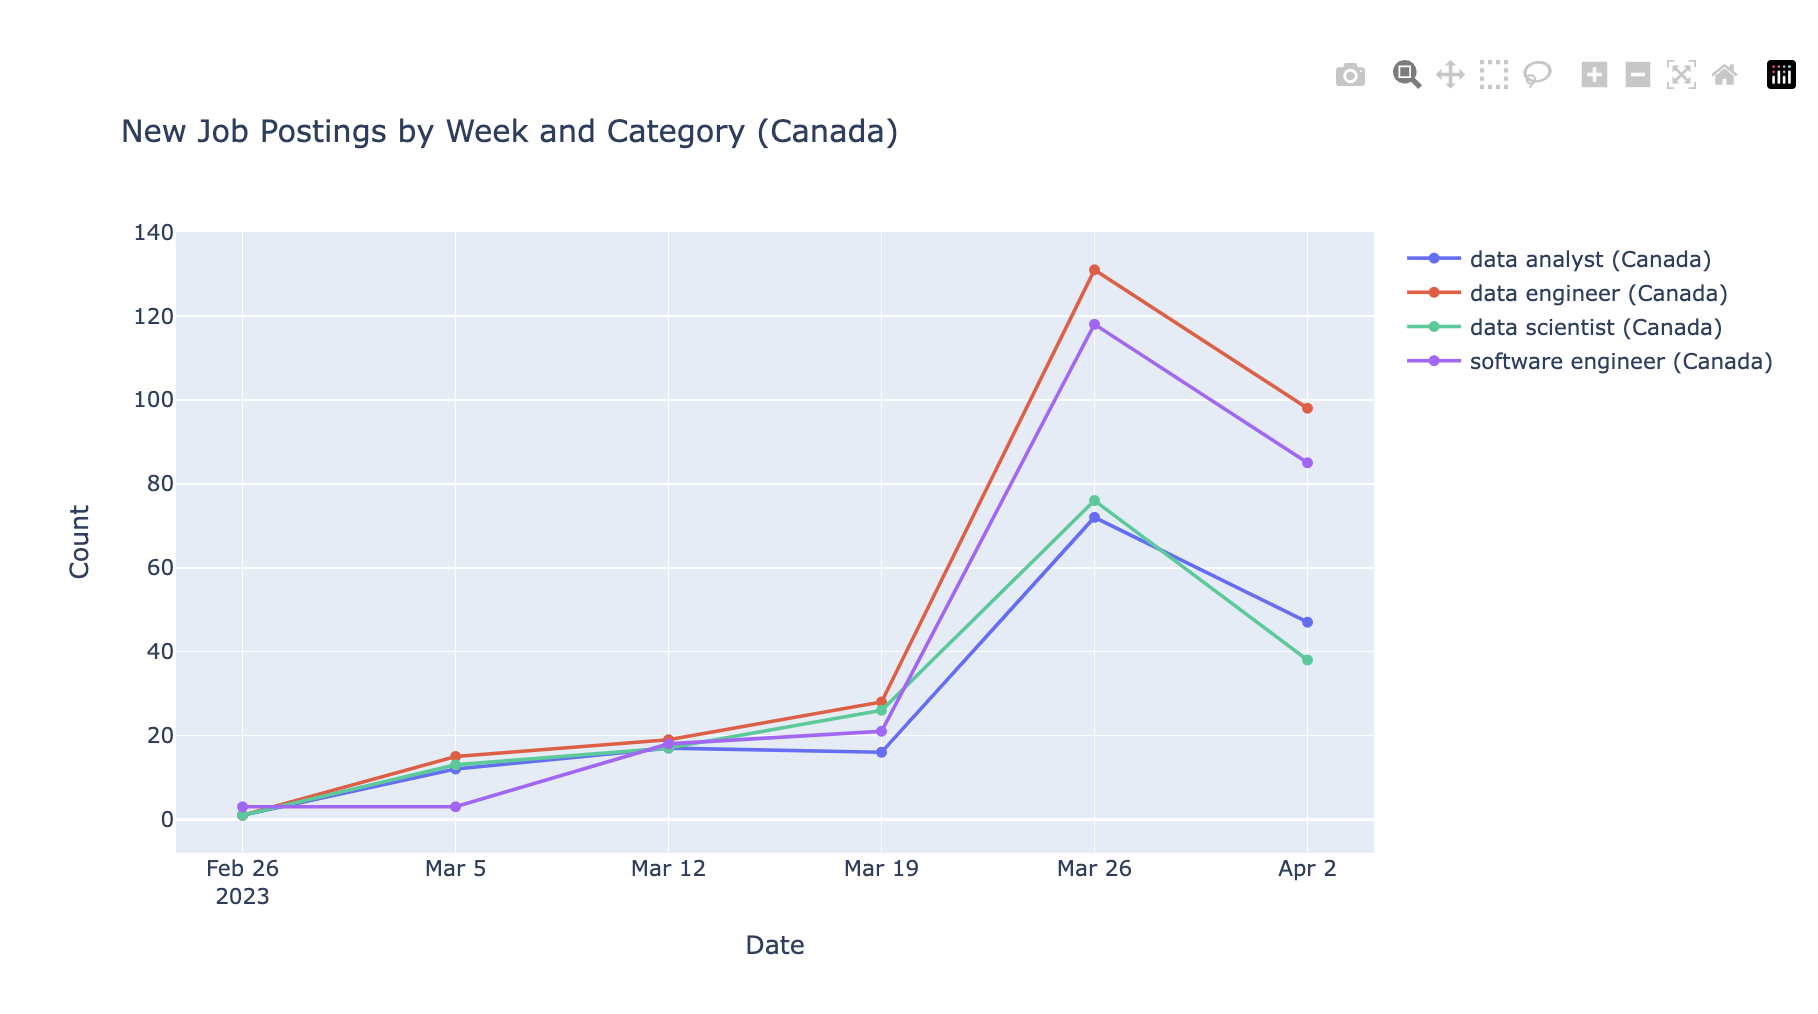 New Job Postings by Week and Category (Canada)
140
120
100
80
60
40
20
0
Count
Feb 26
2023
Mar 5
Mar 12
Mar 19
Mar 26
Apr 2
Date
data analyst (Canada)
data engineer (Canada)
data scientist (Canada)
software engineer (Canada)